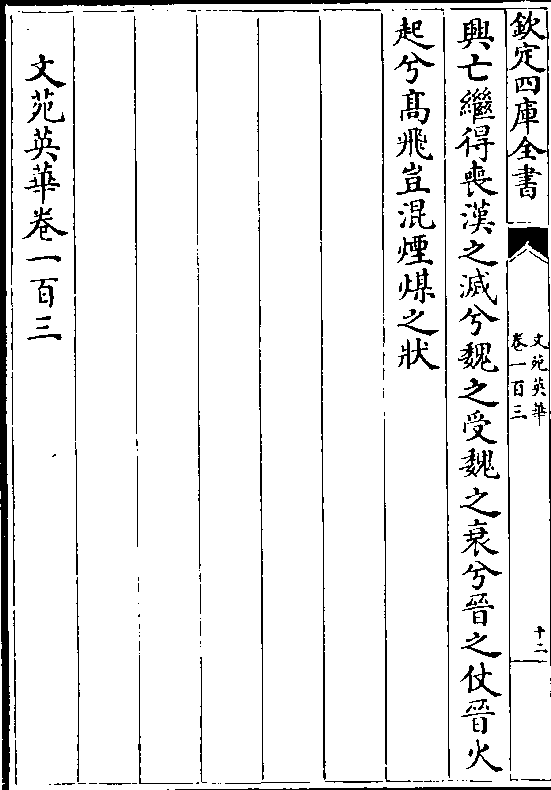 欽定四庫全書
文苑英華
卷一百三
十二
興亡繼得喪漢之滅兮魏之受魏之衰兮晉之仗晉火
起兮髙飛豈混煙煤之狀
文苑英華卷一百三